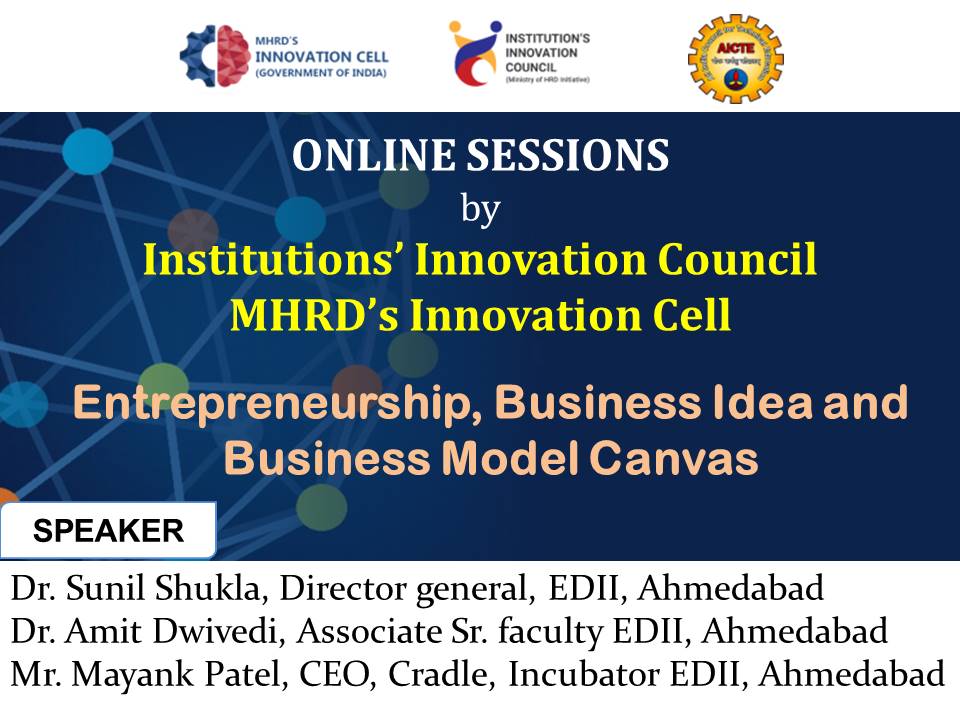 MHRD'S
INNOVATION CELL
(GOVERNMENT OF INDIA)
INSTITUTION'S
INNOVATION
COUNCIL
(Ministry of HRD Initiative)
AICTE
ONLINE SESSIONS
by
Institutions’ Innovation Council
MHRD’s Innovation Cell
Entrepreneurship, Business Idea and
Business Model Canvas
SPEAKER
Dr. Sunil Shukla, Director general, EDII, Ahmedabad
Dr. Amit Dwivedi, Associate Sr. faculty EDII, Ahmedabad
Mr. Mayank Patel, CEO, Cradle, Incubator EDII, Ahmedabad